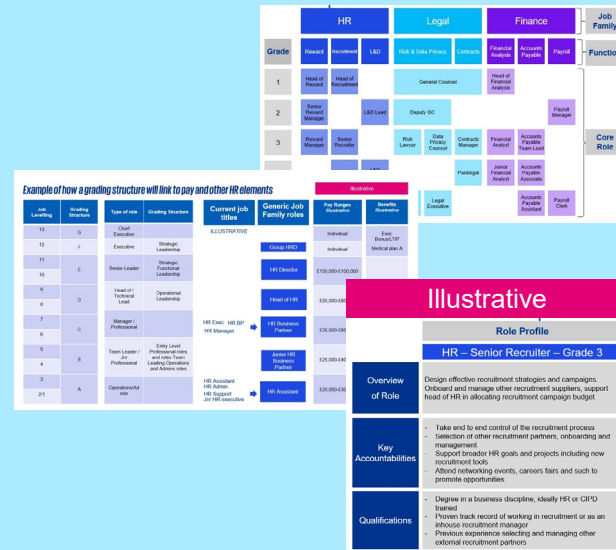 HR Legal Finance Job
Family
Grade Reward Recruitment L&D Risk & Data Privacy Contracts Financial Analysis Accounts Payable Payroll Functio
1 Head of Reward Head of Recruitment General Counsel Head of Financial Analysis
2 Senior Reward Manager L&D Lead Deputy GC Payroll Manager
3 Reward Manager Senior Recruiter Risk Lawyer Data Privacy Counsel Contracts Manager Financial Analyst Accounts Payable Team Lead
Core
Role
Paralegal Junior Financial Analyst Accounts Payable Associate
Legal Executive Accounts Payable Assistant Payroll Clerk
Example of how a grading structure will link to pay and other HR elements
Illustrative
Job Levelling Grading Structure Type of role Grading Structure Current job titles Generic Job Family roles Pay Ranges Illustrative Benefits Illustrative
13 G Chief Executive ILLUSTRATIVE Individual Exec Bonus/LTIP
12 F Executive Strategic Leadership Group HRD Individual Medical plan A
11
10
E Senior Leader Strategic Functional Leadership HR Director £155,000-£100,000
9
8
D Head of / Technical Lead Operational Leadership Head of HR £55,000-£80
7
6
C Manager / Professional HR Exec HR BP
HR Manager
HR Business Partner £35,000-£60
5
4
B Team Leader / Jnr Professional Entry Level Professional roles and roles Team Leading Operations and Admins roles Junior HR Business Partner £25,000-£40
3
2/1
A Operations/Ad min
HR Assistant
HR Admin
HR Support
Jnr HR executive
HR Assistant £20,000-£30
Illustrative
Role Profile
HR – Senior Recruiter – Grade 3
Overview
of Role
Design effective recruitment strategies and campaigns.
Onboard and manage other recruitment suppliers, support
head of HR in allocating recruitment campaign budget
Key
Accountabilities
- Take end to end control of the recruitment process
- Selection of other recruitment partners, onboarding and
management
- Support broador HR goals and projects including new
recruitment tools
- Attend networking events, careers fairs and such to
promote opportunities
Qualifications
- Degree in a business discipline, ideally HR or CIPD
trained
- Proven track record of working in recruitment or as an
inhouse recruitment manager
- Previous experience selecting and managing other
external recruitment partners